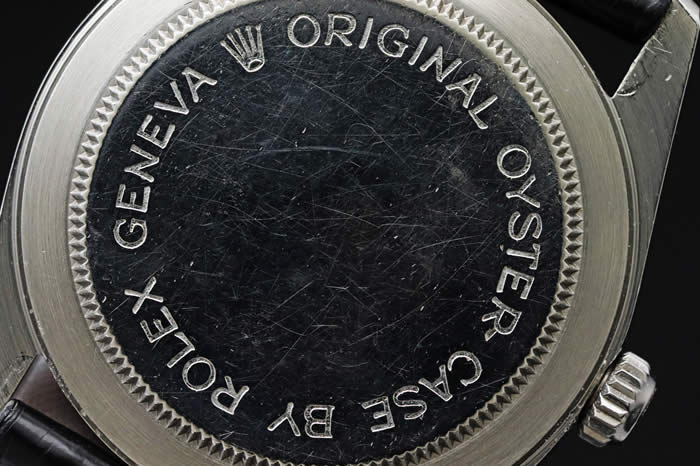 ORIGINAL OYSTER CASE BY ROLEX GENEVA